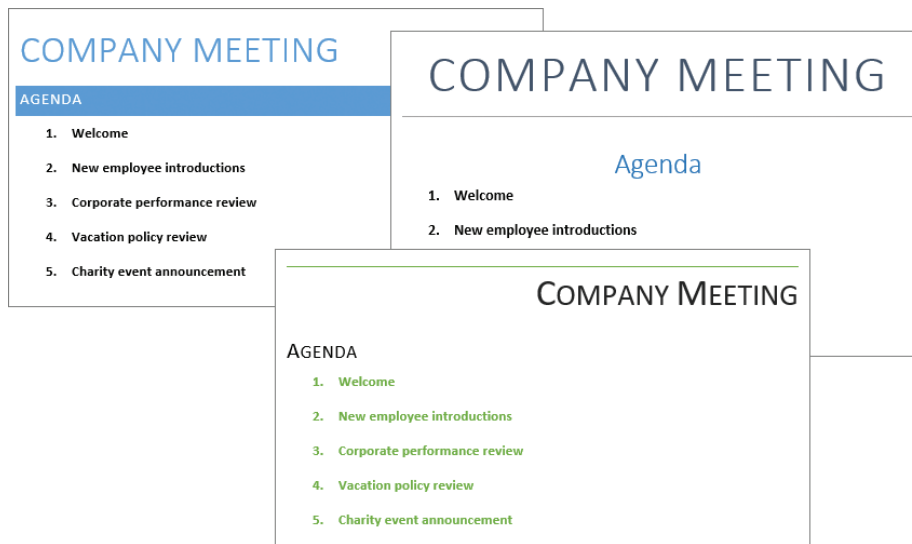 COMPANY MEETING
AGENDA
1. Welcome
2. New employee introductions
3. Corporate performance review
4. Vacation policy review
5. Charity event announcement
COMPANY MEETING
Agenda
1. Welcome
2. New employee introductions
COMPANY MEETING
AGENDA
1. Welcome
2. New employee introductions
3. Corporate performance review
4. Vacation policy review
5. Charity event announcement